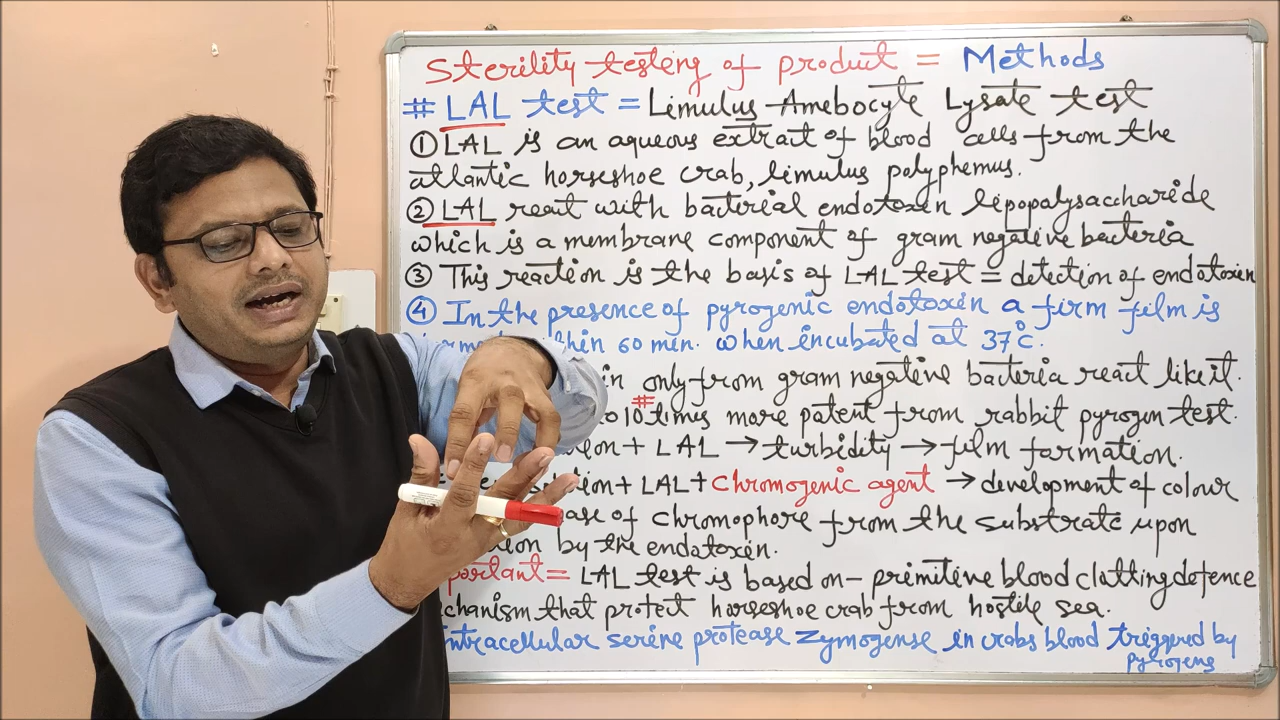 Sterility testing of product = Methods
# LAL test = Limulus Amebocyte Lysate test
① LAL is an aqueous extract of blood cells from the
atlantic horseshoe crab, limulus polyphemus.
② LAL react with bacterial endotoxin lipopolysaccharide
which is a membrane component of gram negative bacteria
③ This reaction is the basis of LAL test = detection of endotoxin
④ In the presence of pyrogenic endotoxin a firm film is
60 min. when incubated at 37°c.
in only from gram negative bacteria react like it.
#
to 10 times more potent from rabbit pyrogen test.
+ LAL → turbidity → film formation.
+ LAL + chromogenic agent → development of colour
of chromophore from the substrate upon
by the endotoxin.
= LAL test is based on - primitive blood clotting defence
that protect horseshoe crab from hostile sea.
intracellular serine protease zymogense in crabs blood triggered by
pyrogens